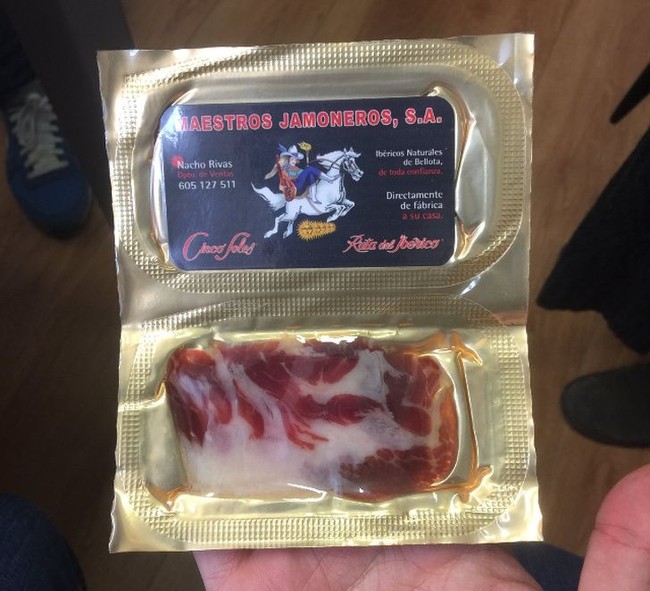 MAESTROS JAMONEROS, S.A.
Nacho Rivas
Dpto. de Ventas
605 127 511
Ibéricos Naturales
de Bellota,
de toda confianza.
Directamente
de fábrica
a su casa.
Cinco Soles
Ruta del Ibérico